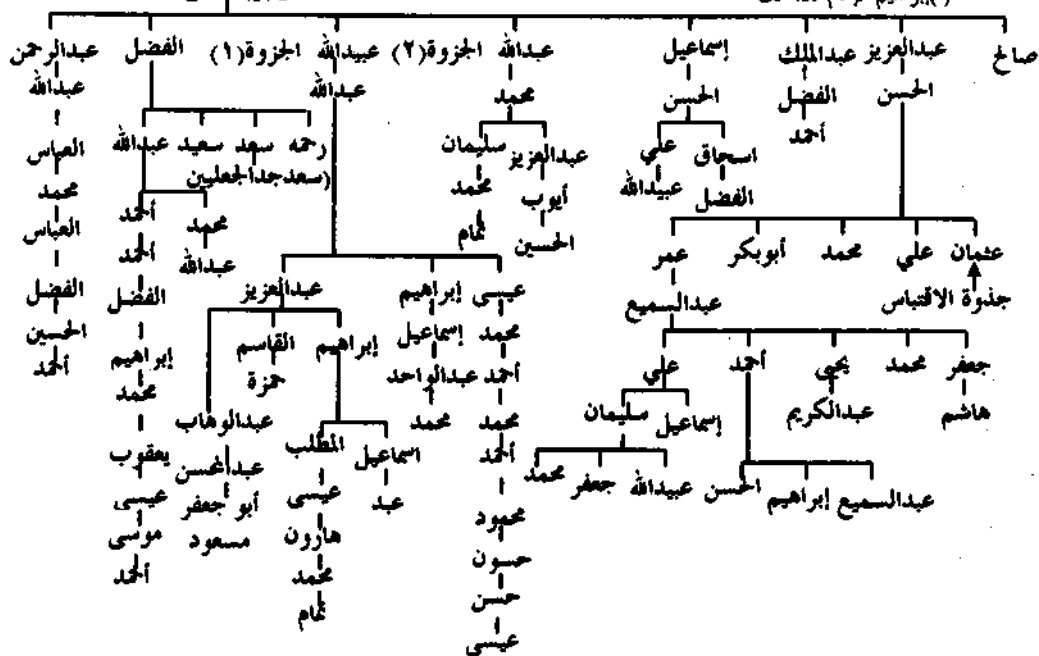 صالح عبدالعزيز عبدالملك إسماعيل عبدالله الجزوة(٢) عبيدالله الجزوة(١) الفضل عبدالرحمن
الحسن الفضل الحسن محمد عبدالله عبدالله
أحمد
اسحاق علي عبدالعزيز سليمان رحمه سعد سعيد عبدالله العباس
(سعدجدالجعليين
الفضل عبيدالله أيوب محمد محمد أحمد محمد
الحسين تمام عبدالله أحمد العباس
عثمان علي محمد أبوبكر عمر
جذوة الاقتباس
عبدالسميع
عيسى إبراهيم عبدالعزيز الفضل الفضل
محمد إسماعيل إبراهيم القاسم إبراهيم الحسين
جعفر محمد يحيى أحمد علي
أحمد عبدالواحد حمزة محمد أحمد
هاشم عبدالكريم إسماعيل سليمان
محمد محمد عبدالوهاب
أحمد اسماعيل المطلب يعقوب
عبدالسميع إبراهيم الحسن عبيدالله جعفر محمد
عبد عيسى عبدالمحسن عيسى
محمود هارون أبو جعفر موسى
حسون محمد مسعود أحمد
حسن تمام
عيسى